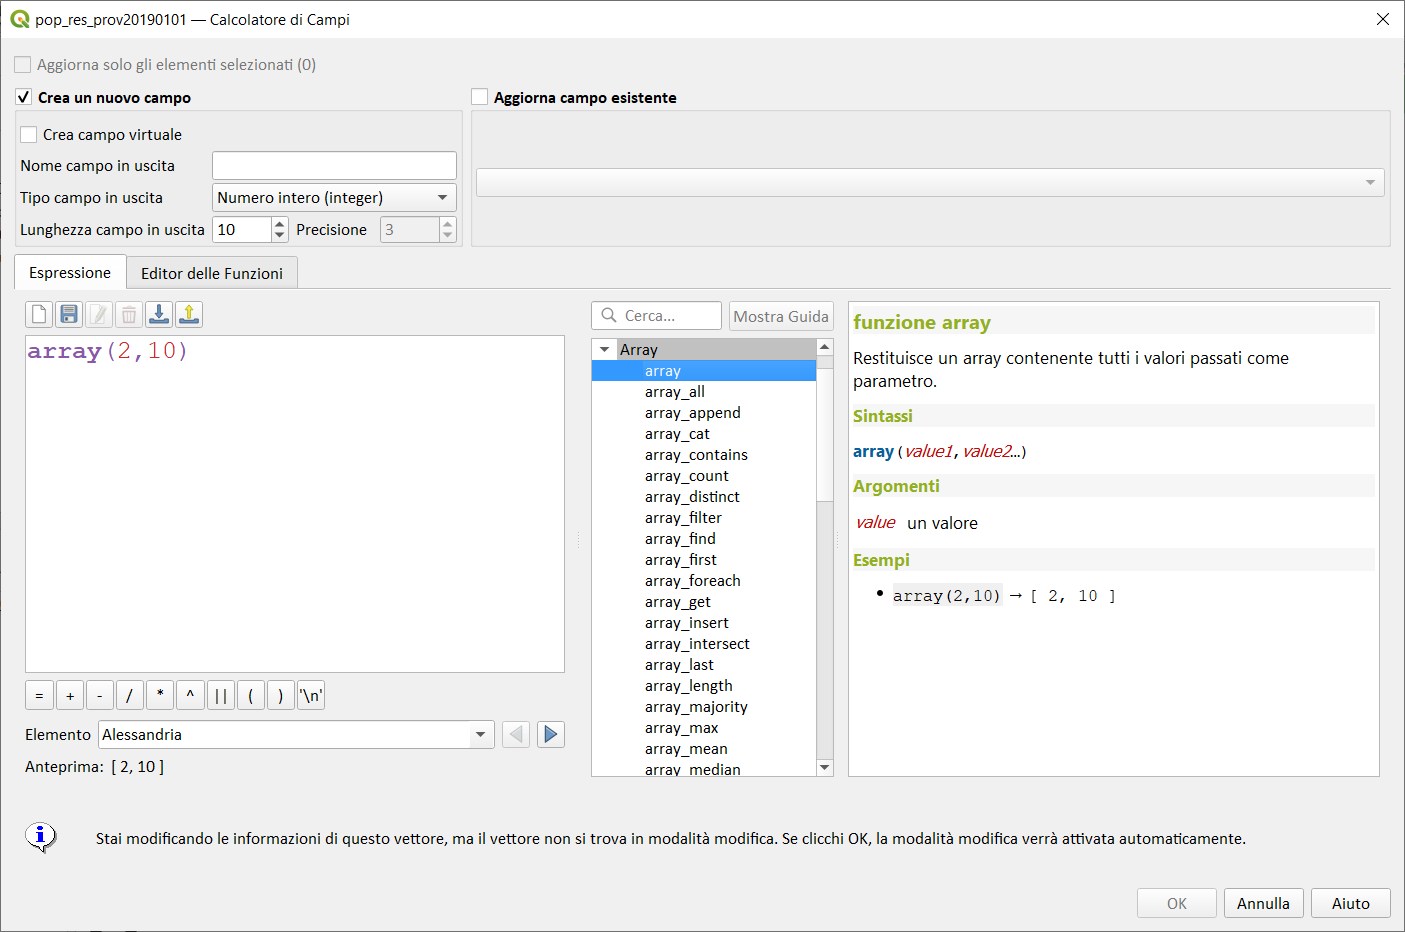 pop_res_prov20190101 — Calcolatore di Campi
Aggiorna solo gli elementi selezionati (0)
Crea un nuovo campo
Aggiorna campo esistente
Crea campo virtuale
Nome campo in uscita
Tipo campo in uscita Numero intero (integer)
Lunghezza campo in uscita 10 Precisione 3
Espressione Editor delle Funzioni
array(2,10)
= + - / * ^ || ( ) '\n'
Elemento Alessandria
Anteprima: [ 2, 10 ]
Cerca... Mostra Guida
Array
array
array_all
array_append
array_cat
array_contains
array_count
array_distinct
array_filter
array_find
array_first
array_foreach
array_get
array_insert
array_intersect
array_last
array_length
array_majority
array_max
array_mean
array_median
funzione array
Restituisce un array contenente tutti i valori passati come
parametro.
Sintassi
array(value1,value2...)
Argomenti
value un valore
Esempi
• array(2,10) → [ 2, 10 ]
Stai modificando le informazioni di questo vettore, ma il vettore non si trova in modalità modifica. Se clicchi OK, la modalità modifica verrà attivata automaticamente.
OK Annulla Aiuto